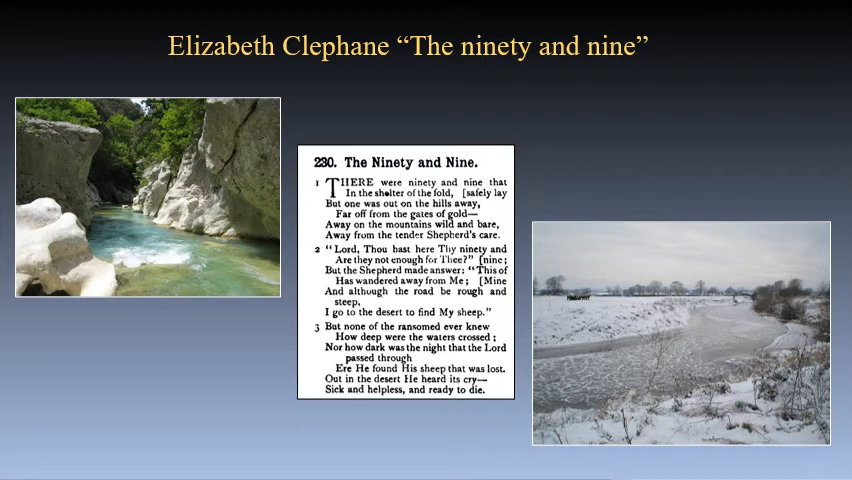 Elizabeth Clephane “The ninety and nine”
230. The Ninety and Nine.
1 THERE were ninety and nine that
In the shelter of the fold, [safely lay
But one was out on the hills away,
Far off from the gates of gold—
Away on the mountains wild and bare,
Away from the tender Shepherd's care.
2 “Lord, Thou hast here Thy ninety and
Are they not enough for Thee?” [nine;
But the Shepherd made answer: “This of
Has wandered away from Me; [Mine
And although the road be rough and
steep,
I go to the desert to find My sheep.”
3 But none of the ransomed ever knew
How deep were the waters crossed;
Nor how dark was the night that the Lord
passed through
Ere He found His sheep that was lost.
Out in the desert He heard its cry—
Sick and helpless, and ready to die.